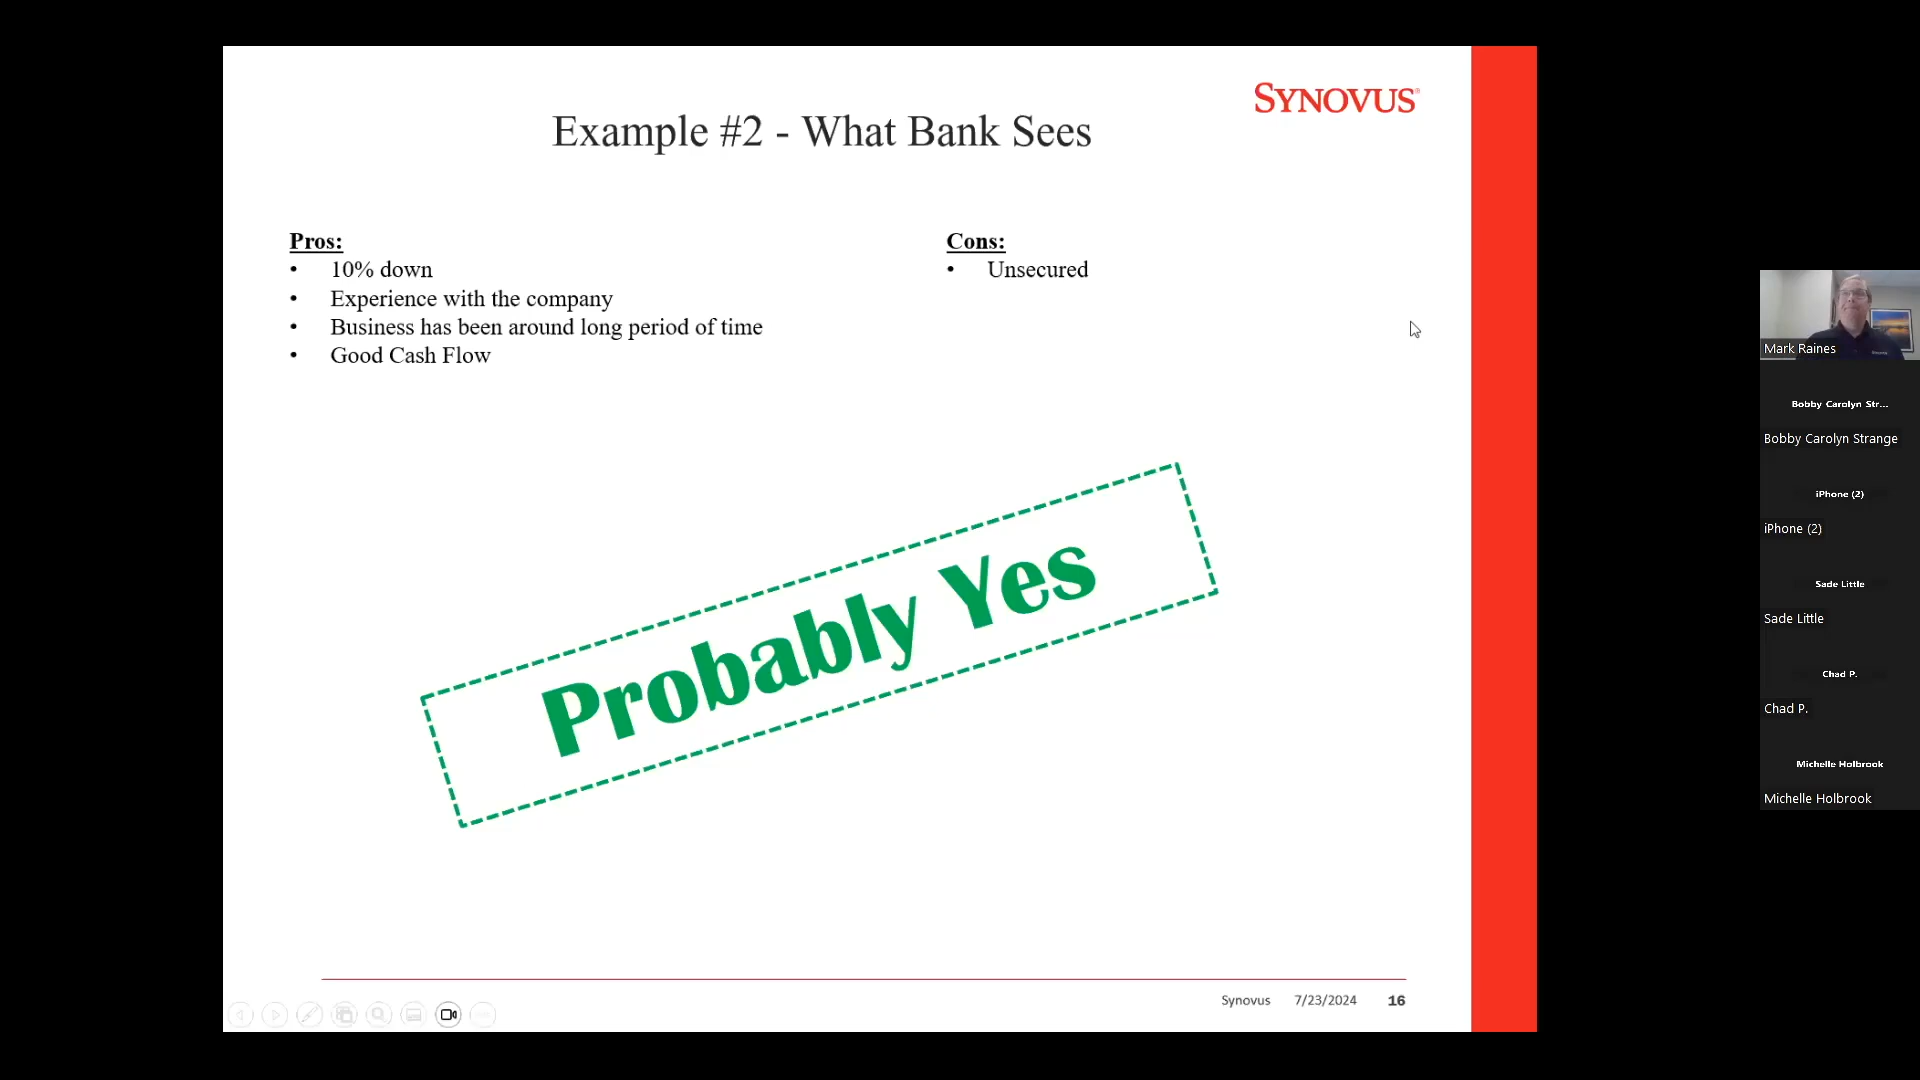 SYNOVUS®
Example #2 - What Bank Sees
Pros:
• 10% down
• Experience with the company
• Business has been around long period of time
• Good Cash Flow
Cons:
• Unsecured
Probably Yes
Synovus 7/23/2024 16
Mark Raines
Bobby Carolyn Str...
Bobby Carolyn Strange
iPhone (2)
iPhone (2)
Sade Little
Sade Little
Chad P.
Chad P.
Michelle Holbrook
Michelle Holbrook